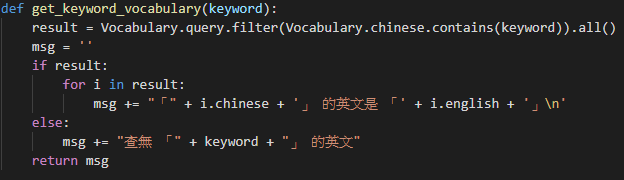 def get_keyword_vocabulary(keyword):
    result = Vocabulary.query.filter(Vocabulary.chinese.contains(keyword)).all()
    msg = ''
    if result:
        for i in result:
            msg += "「" + i.chinese + '」 的英文是 「' + i.english + '」\n'
    else:
        msg += "查無 「" + keyword + "」 的英文"
    return msg